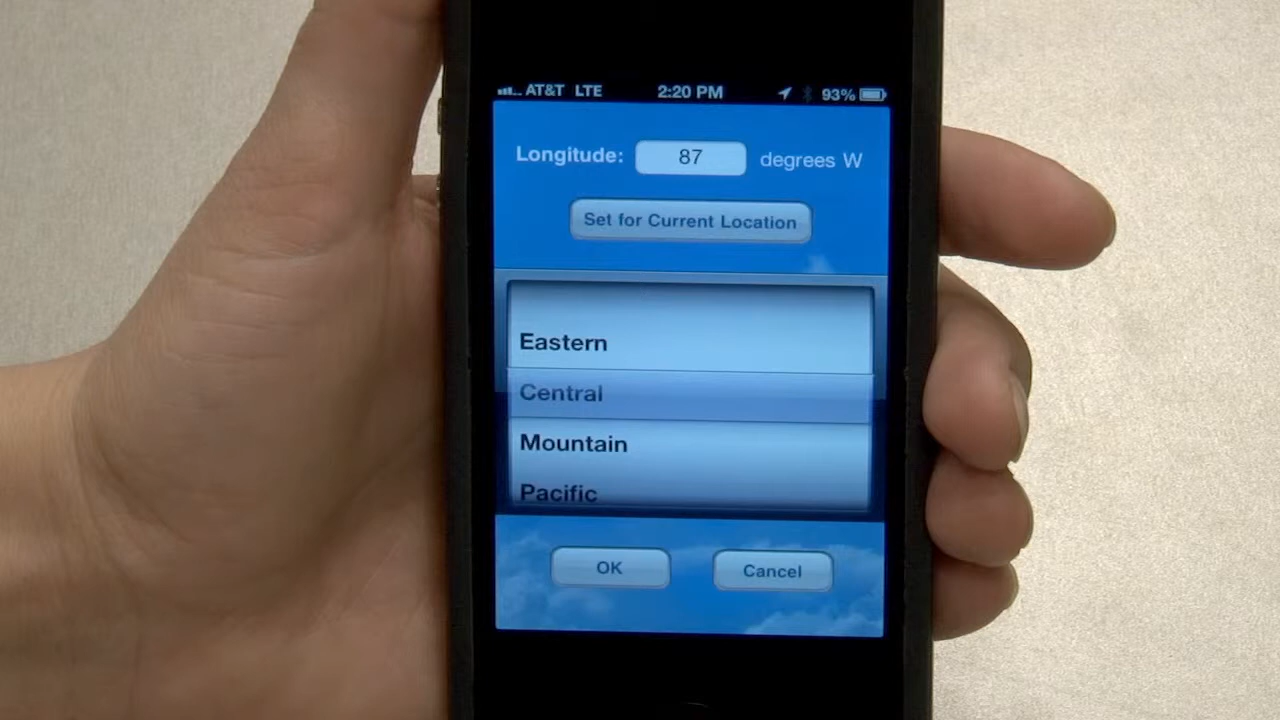 AT&T LTE 2:20 PM 93%
Longitude: 87 degrees W
Set for Current Location
Eastern
Central
Mountain
Pacific
OK Cancel